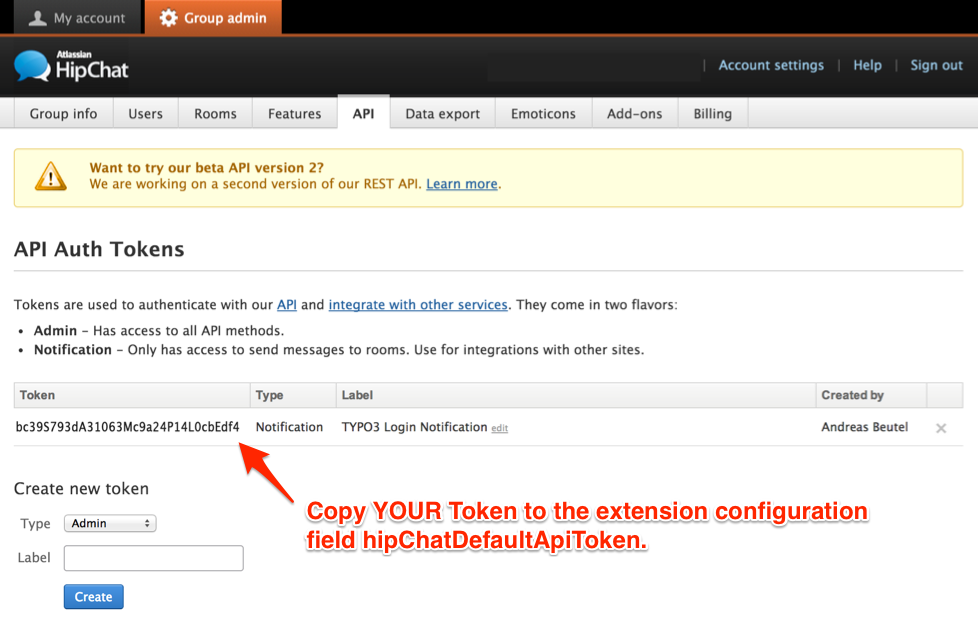 My account
Group admin
Atlassian
HipChat
Account settings | Help | Sign out
Group info
Users
Rooms
Features
API
Data export
Emoticons
Add-ons
Billing
Want to try our beta API version 2?
We are working on a second version of our REST API. Learn more.
API Auth Tokens
Tokens are used to authenticate with our API and integrate with other services. They come in two flavors:
• Admin – Has access to all API methods.
• Notification – Only has access to send messages to rooms. Use for integrations with other sites.
Token Type Label Created by
bc39S793dA31063Mc9a24P14L0cbEdf4 Notification TYPO3 Login Notification edit Andreas Beutel
Create new token
Type Admin
Label
Create
Copy YOUR Token to the extension configuration
field hipChatDefaultApiToken.